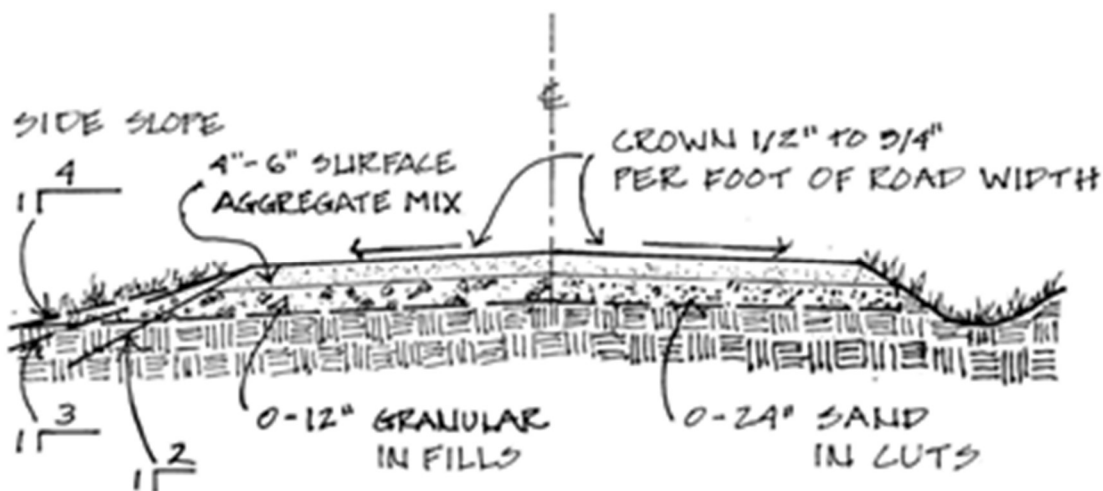 ℄
SIDE SLOPE
4
1
4"-6" SURFACE
AGGREGATE MIX
CROWN 1/2" TO 3/4"
PER FOOT OF ROAD WIDTH
3
1
2
1
0-12" GRANULAR
IN FILLS
0-24" SAND
IN CUTS